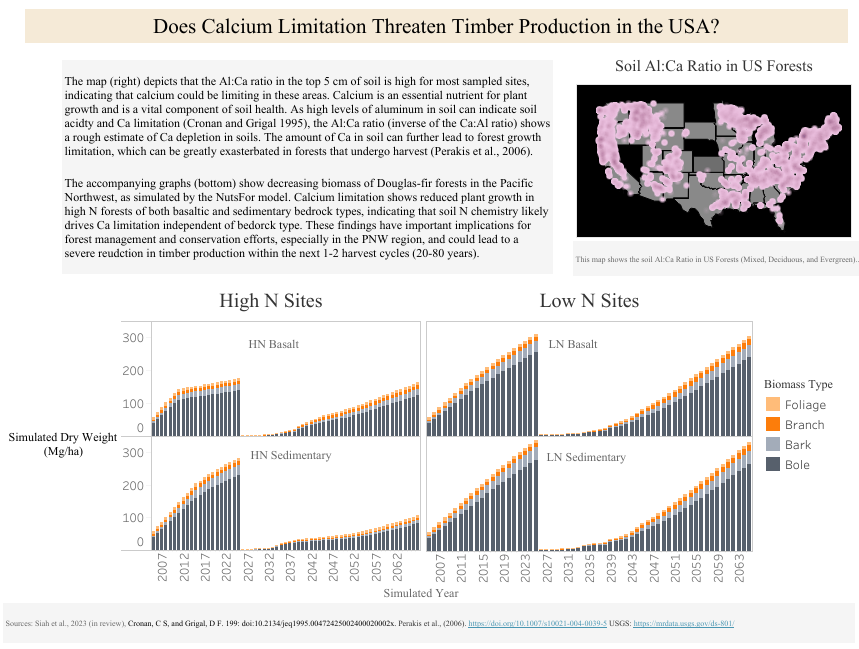 Does Calcium Limitation Threaten Timber Production in the USA?
The map (right) depicts that the Al:Ca ratio in the top 5 cm of soil is high for most sampled sites,
indicating that calcium could be limiting in these areas. Calcium is an essential nutrient for plant
growth and is a vital component of soil health. As high levels of aluminum in soil can indicate soil
acidty and Ca limitation (Cronan and Grigal 1995), the Al:Ca ratio (inverse of the Ca:Al ratio) shows
a rough estimate of Ca depletion in soils. The amount of Ca in soil can further lead to forest growth
limitation, which can be greatly exasterbated in forests that undergo harvest (Perakis et al., 2006).
The accompanying graphs (bottom) show decreasing biomass of Douglas-fir forests in the Pacific
Northwest, as simulated by the NutsFor model. Calcium limitation shows reduced plant growth in
high N forests of both basaltic and sedimentary bedrock types, indicating that soil N chemistry likely
drives Ca limitation independent of bedorck type. These findings have important implications for
forest management and conservation efforts, especially in the PNW region, and could lead to a
severe reudction in timber production within the next 1-2 harvest cycles (20-80 years).
Soil Al:Ca Ratio in US Forests
This map shows the soil Al:Ca Ratio in US Forests (Mixed, Deciduous, and Evergreen)..
High N Sites
Low N Sites
300
200
100
0
HN Basalt
LN Basalt
Simulated Dry Weight
(Mg/ha)
300
200
100
0
HN Sedimentary
LN Sedimentary
2007
2012
2017
2022
2027
2032
2037
2042
2047
2052
2057
2062
2007
2011
2015
2019
2023
2027
2031
2035
2039
2043
2047
2051
2055
2059
2063
Simulated Year
Biomass Type
Foliage
Branch
Bark
Bole
Sources: Siah et al., 2023 (in review), Cronan, C S, and Grigal, D F. 199: doi:10.2134/jeq1995.00472425002400020002x. Perakis et al., (2006). https://doi.org/10.1007/s10021-004-0039-5 USGS: https://mrdata.usgs.gov/ds-801/